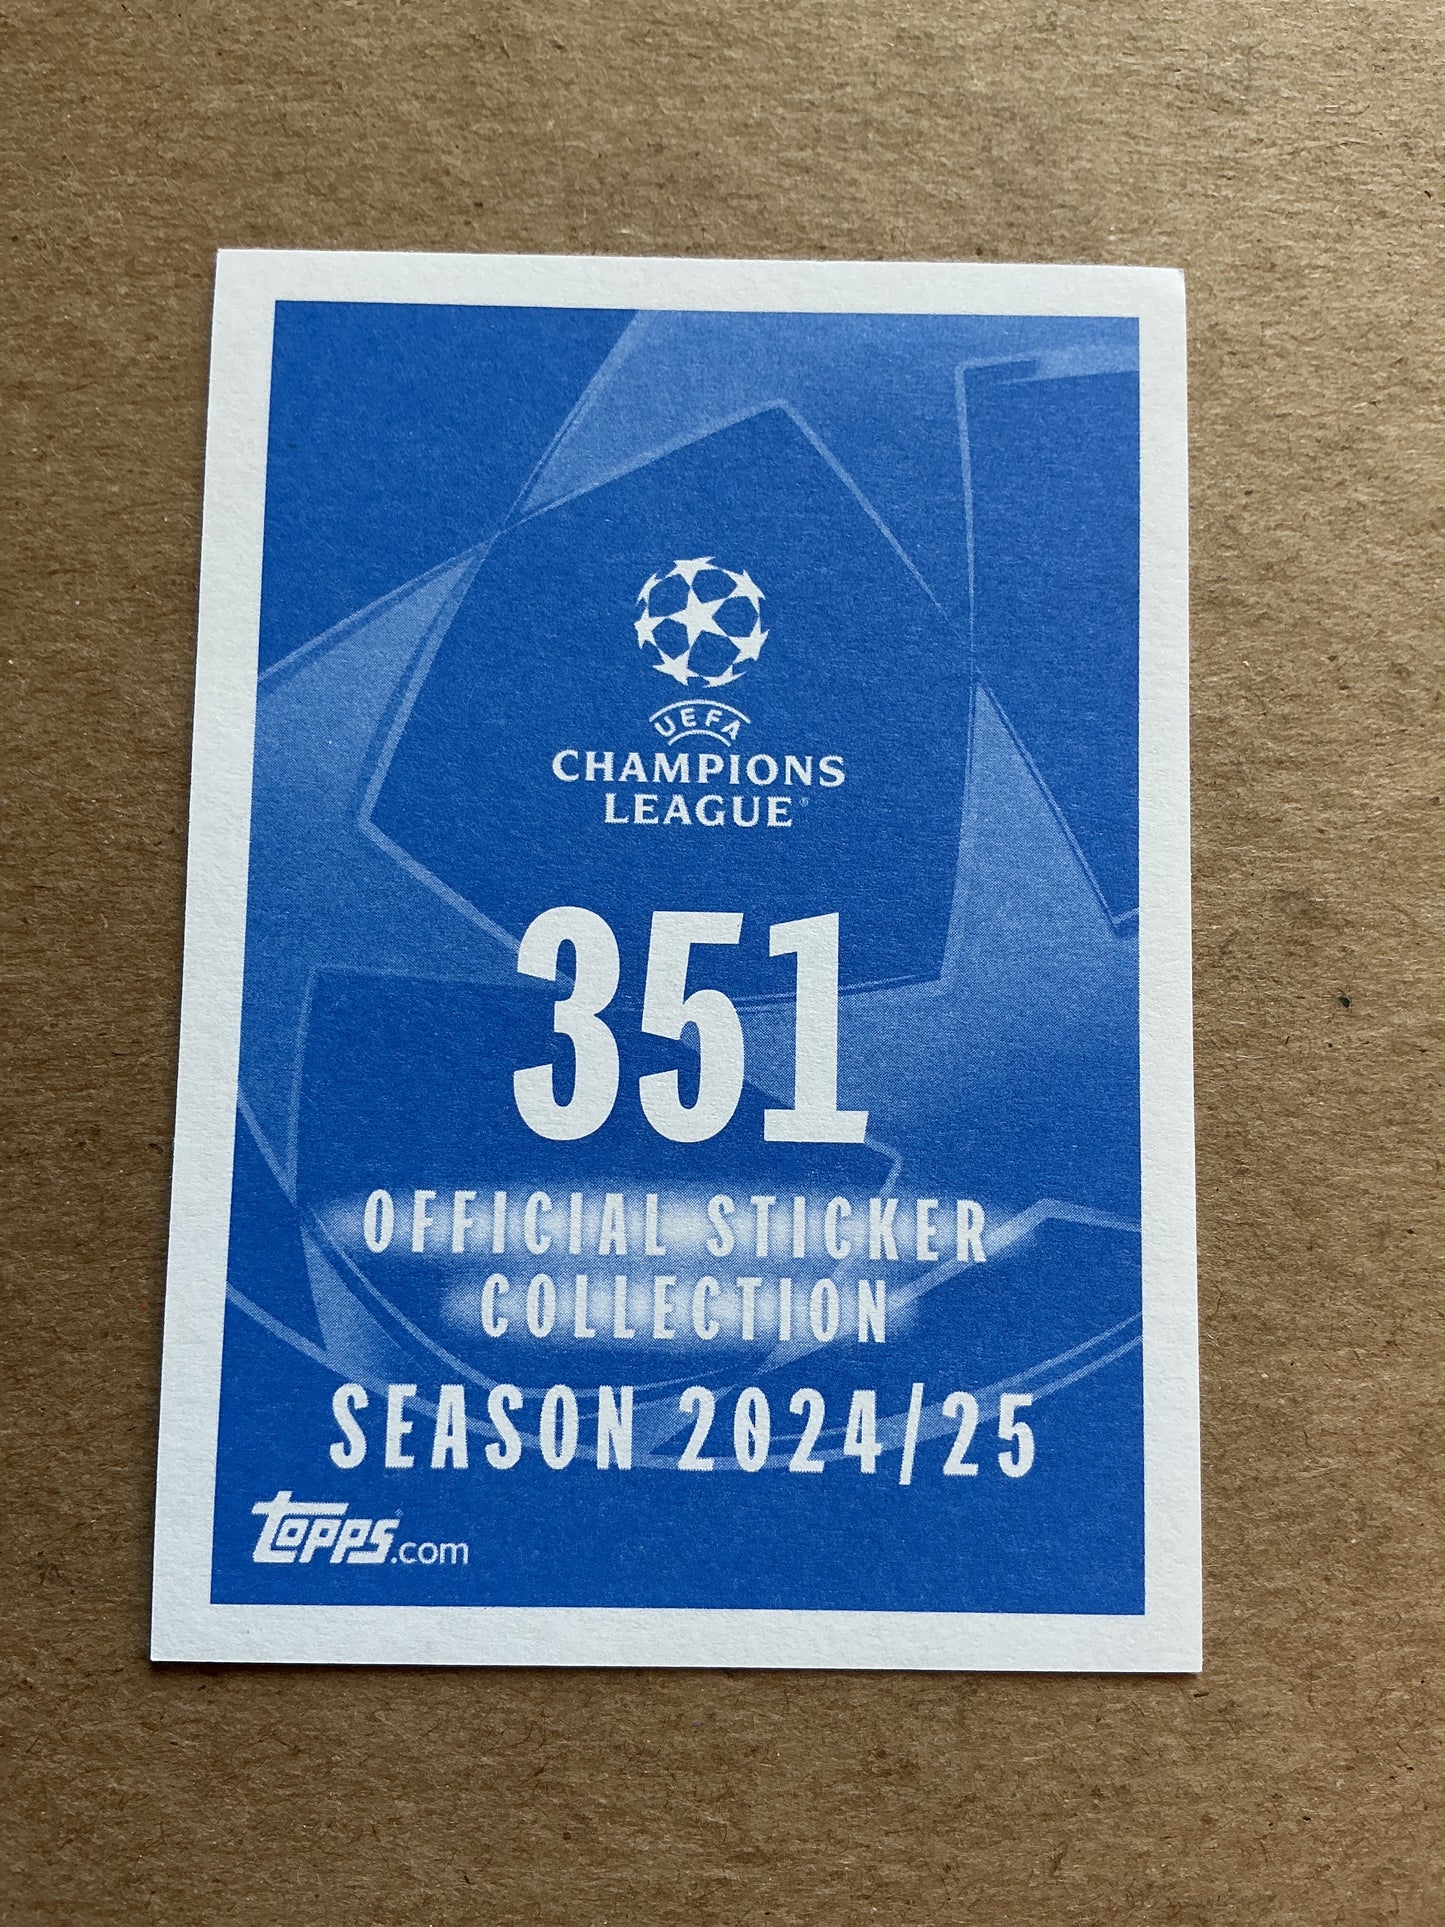 UEFA
CHAMPIONS
LEAGUE®
351
OFFICIAL STICKER
COLLECTION
SEASON 2024/25
Topps®.com